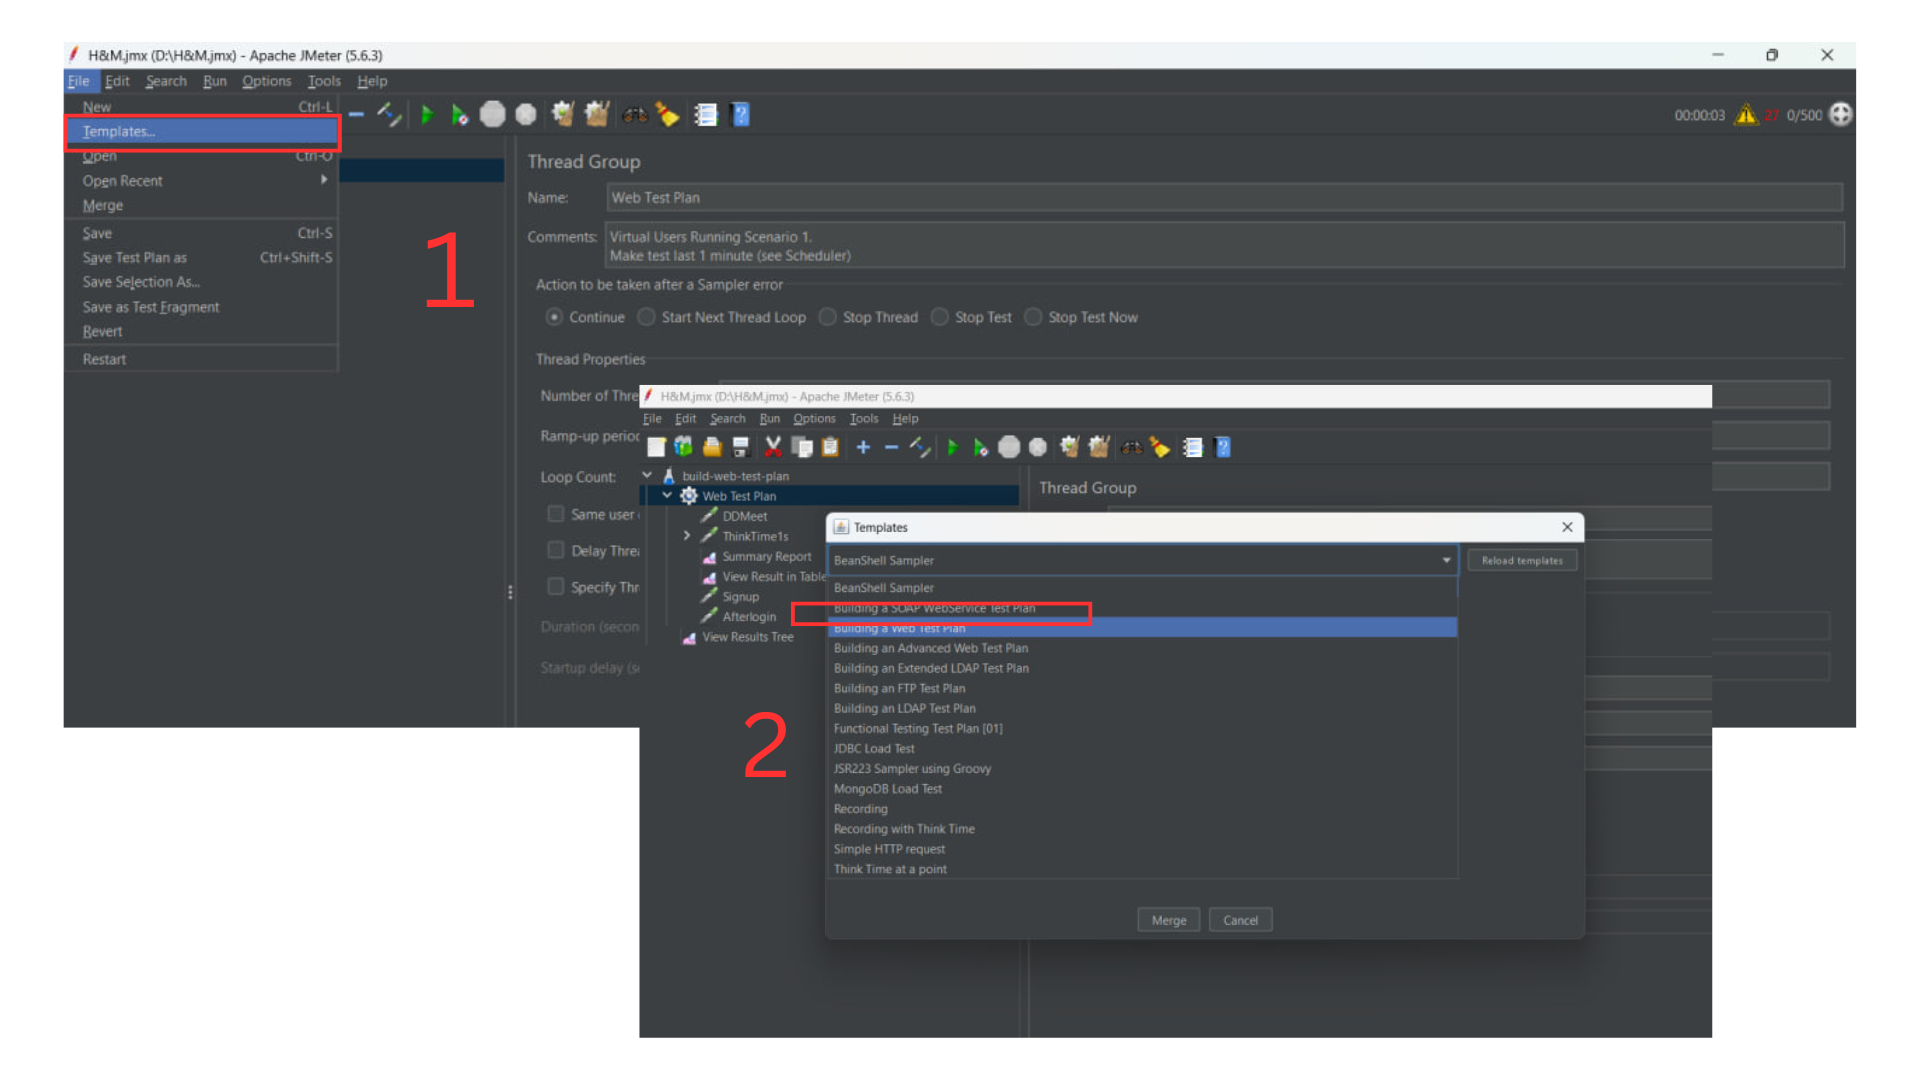 H&M.jmx (D:\H&M.jmx) - Apache JMeter (5.6.3)
File Edit Search Run Options Tools Help
New Ctrl-L
Templates...
Open Ctrl-O
Open Recent
Merge
Save Ctrl-S
Save Test Plan as Ctrl+Shift-S
Save Selection As...
Save as Test Fragment
Revert
Restart
00:00:03 27 0/500
1
Thread Group
Name: Web Test Plan
Comments: Virtual Users Running Scenario 1.
Make test last 1 minute (see Scheduler)
Action to be taken after a Sampler error
Continue Start Next Thread Loop Stop Thread Stop Test Stop Test Now
Thread Properties
Number of Thre
Ramp-up period
Loop Count:
Same user
Delay Threa
Specify Thr
Duration (secon
Startup delay (se
H&M.jmx (D:\H&M.jmx) - Apache JMeter (5.6.3)
File Edit Search Run Options Tools Help
build-web-test-plan
Web Test Plan
DDMeet
ThinkTime1s
Summary Report
View Result in Table
Signup
Afterlogin
View Results Tree
2
Thread Group
Templates
BeanShell Sampler
Reload templates
BeanShell Sampler
Building a SOAP WebService Test Plan
Building a Web Test Plan
Building an Advanced Web Test Plan
Building an Extended LDAP Test Plan
Building an FTP Test Plan
Building an LDAP Test Plan
Functional Testing Test Plan [01]
JDBC Load Test
JSR223 Sampler using Groovy
MongoDB Load Test
Recording
Recording with Think Time
Simple HTTP request
Think Time at a point
Merge Cancel